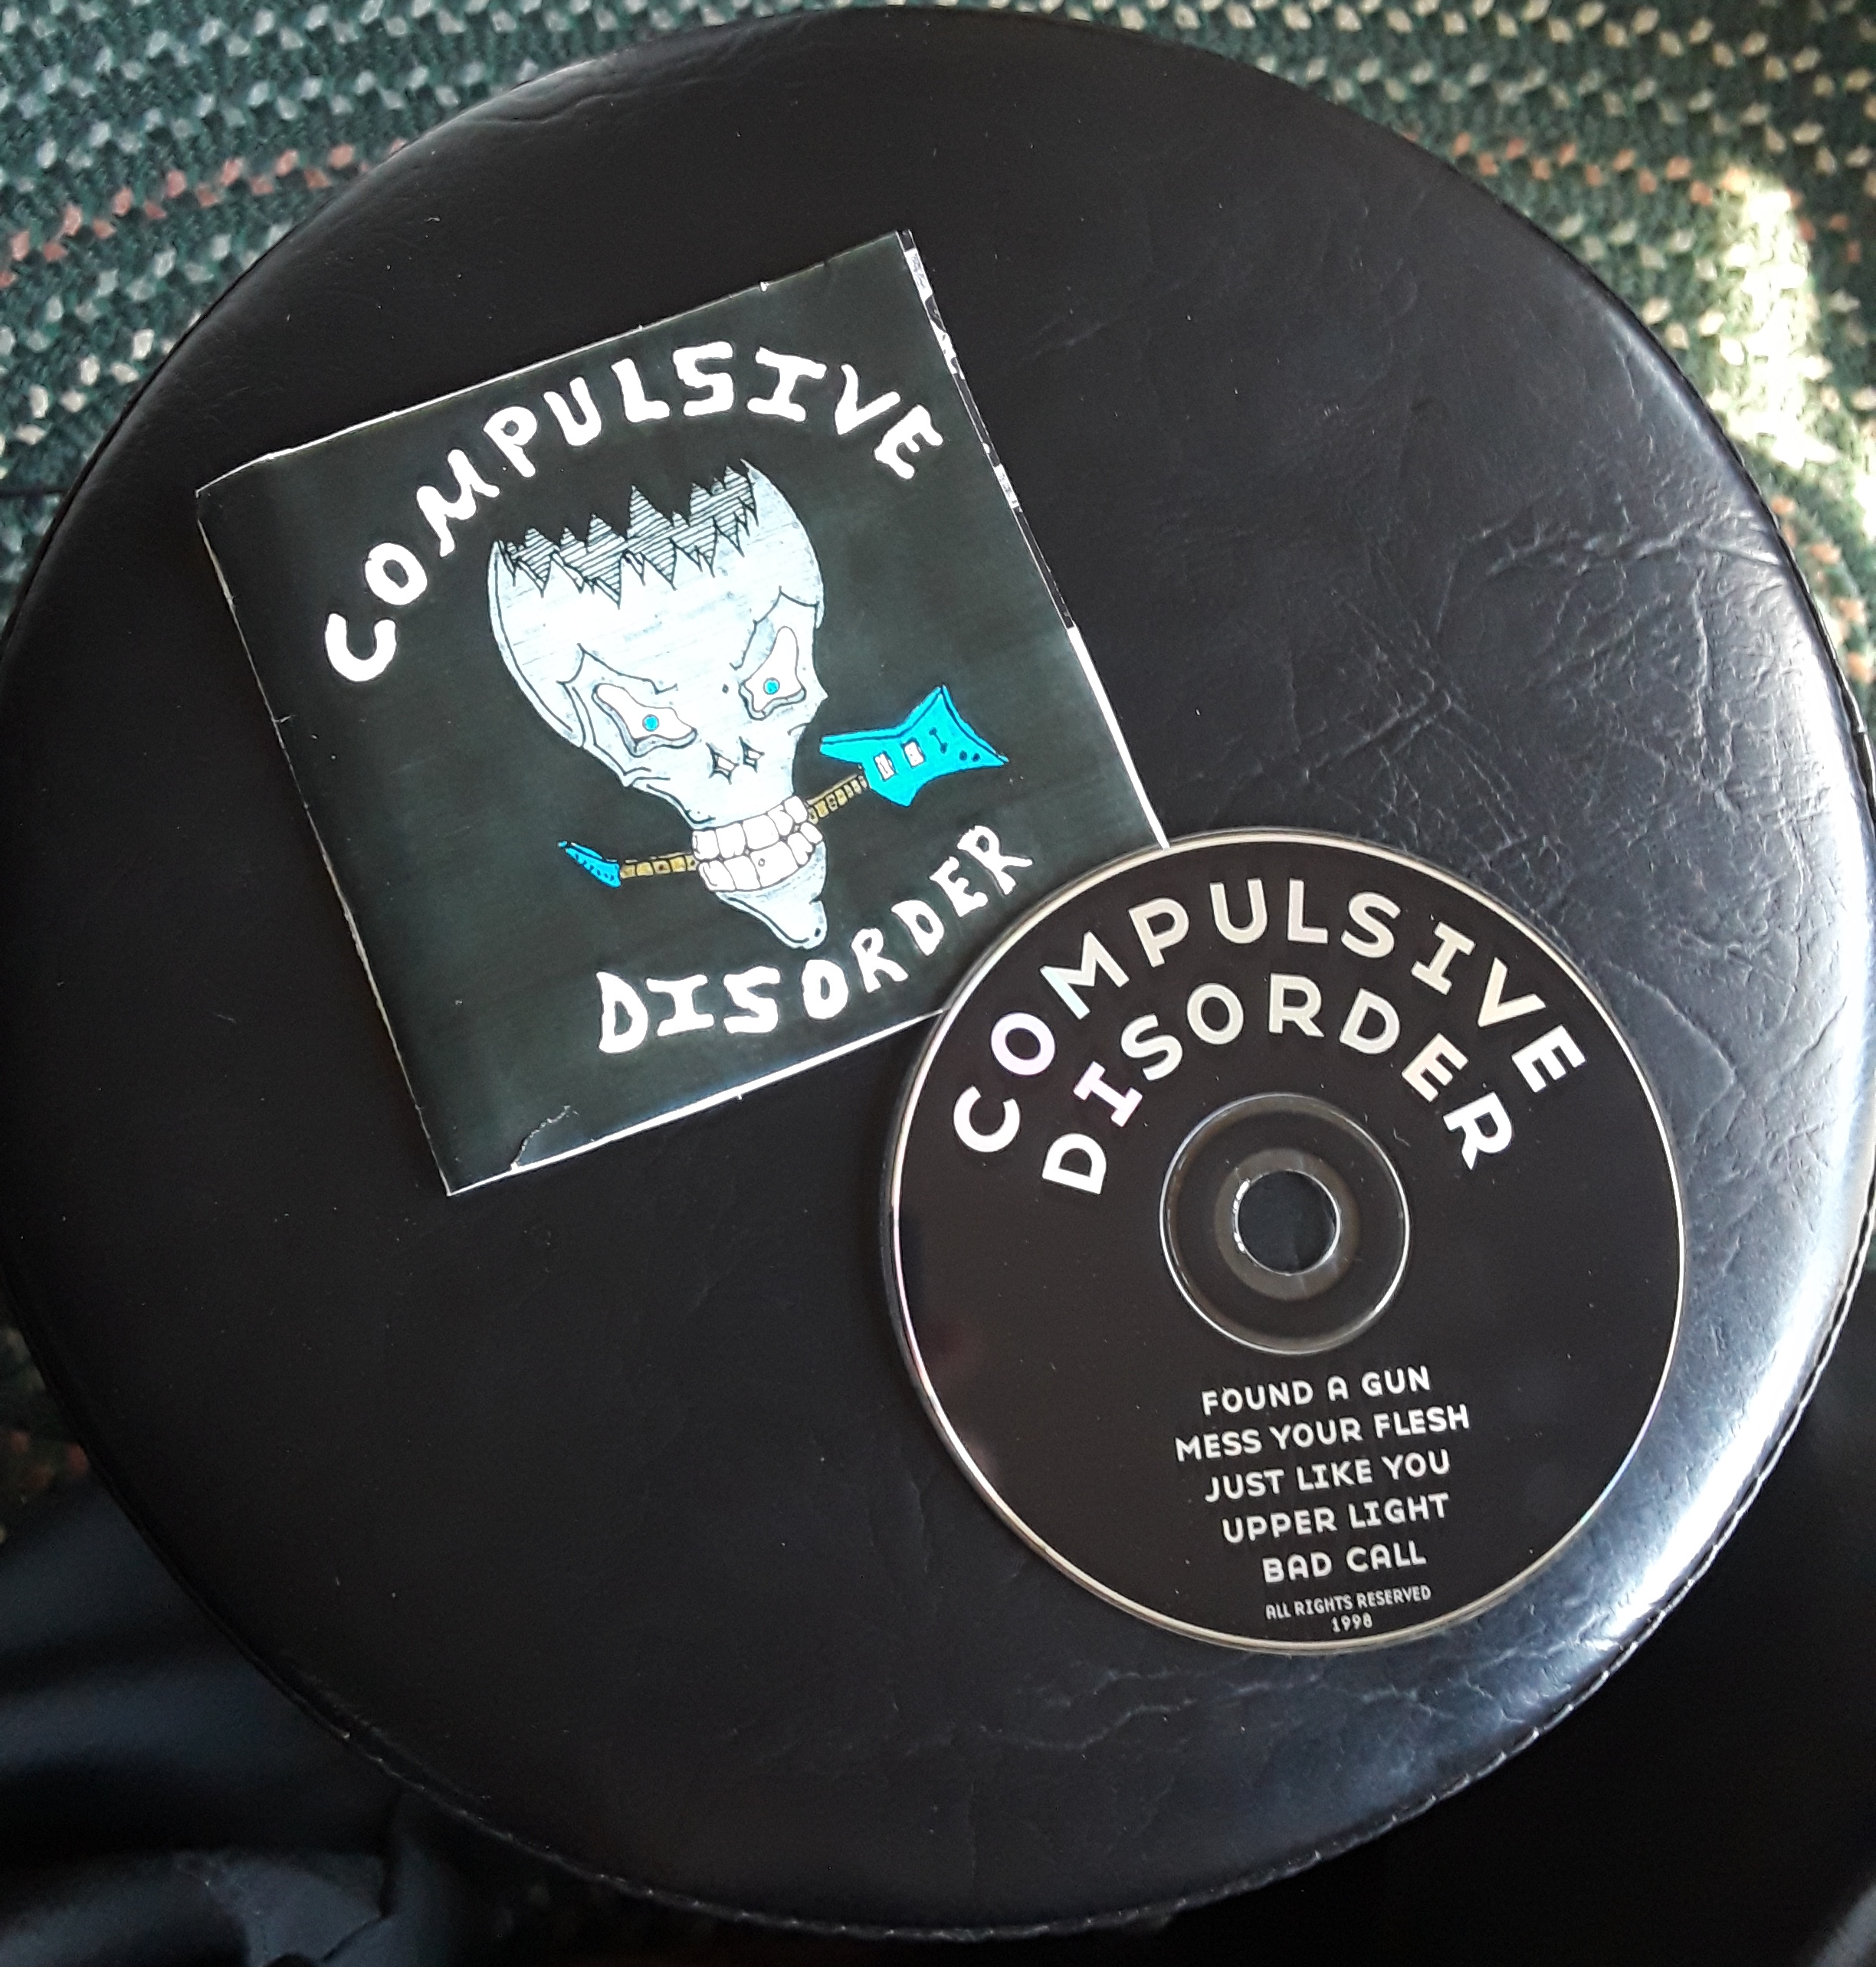 COMPULSIVE
DISORDER
COMPULSIVE
DISORDER
FOUND A GUN
MESS YOUR FLESH
JUST LIKE YOU
UPPER LIGHT
BAD CALL
ALL RIGHTS RESERVED
1998